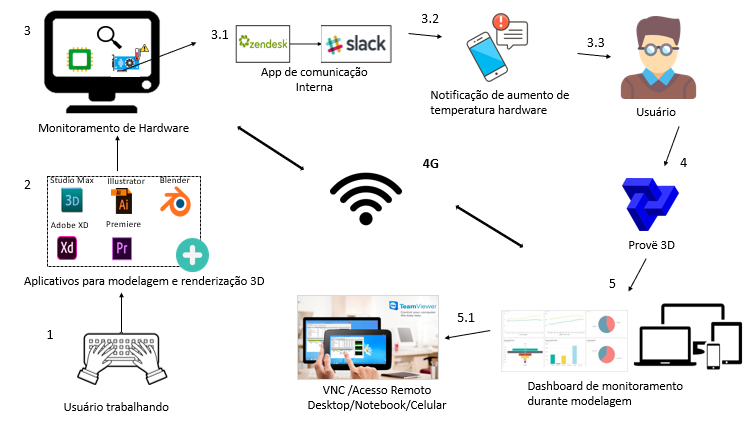 3
Monitoramento de Hardware
3.1
zendesk
slack
App de comunicação
Interna
3.2
Notificação de aumento de
temperatura hardware
3.3
Usuário
4G
4
Provë 3D
2
Studio Max
Illustrator
Blender
3D
Ai
Adobe XD
Premiere
Xd
Pr
Aplicativos para modelagem e renderização 3D
1
Usuário trabalhando
5
Dashboard de monitoramento
durante modelagem
5.1
TeamViewer
VNC /Acesso Remoto
Desktop/Notebook/Celular